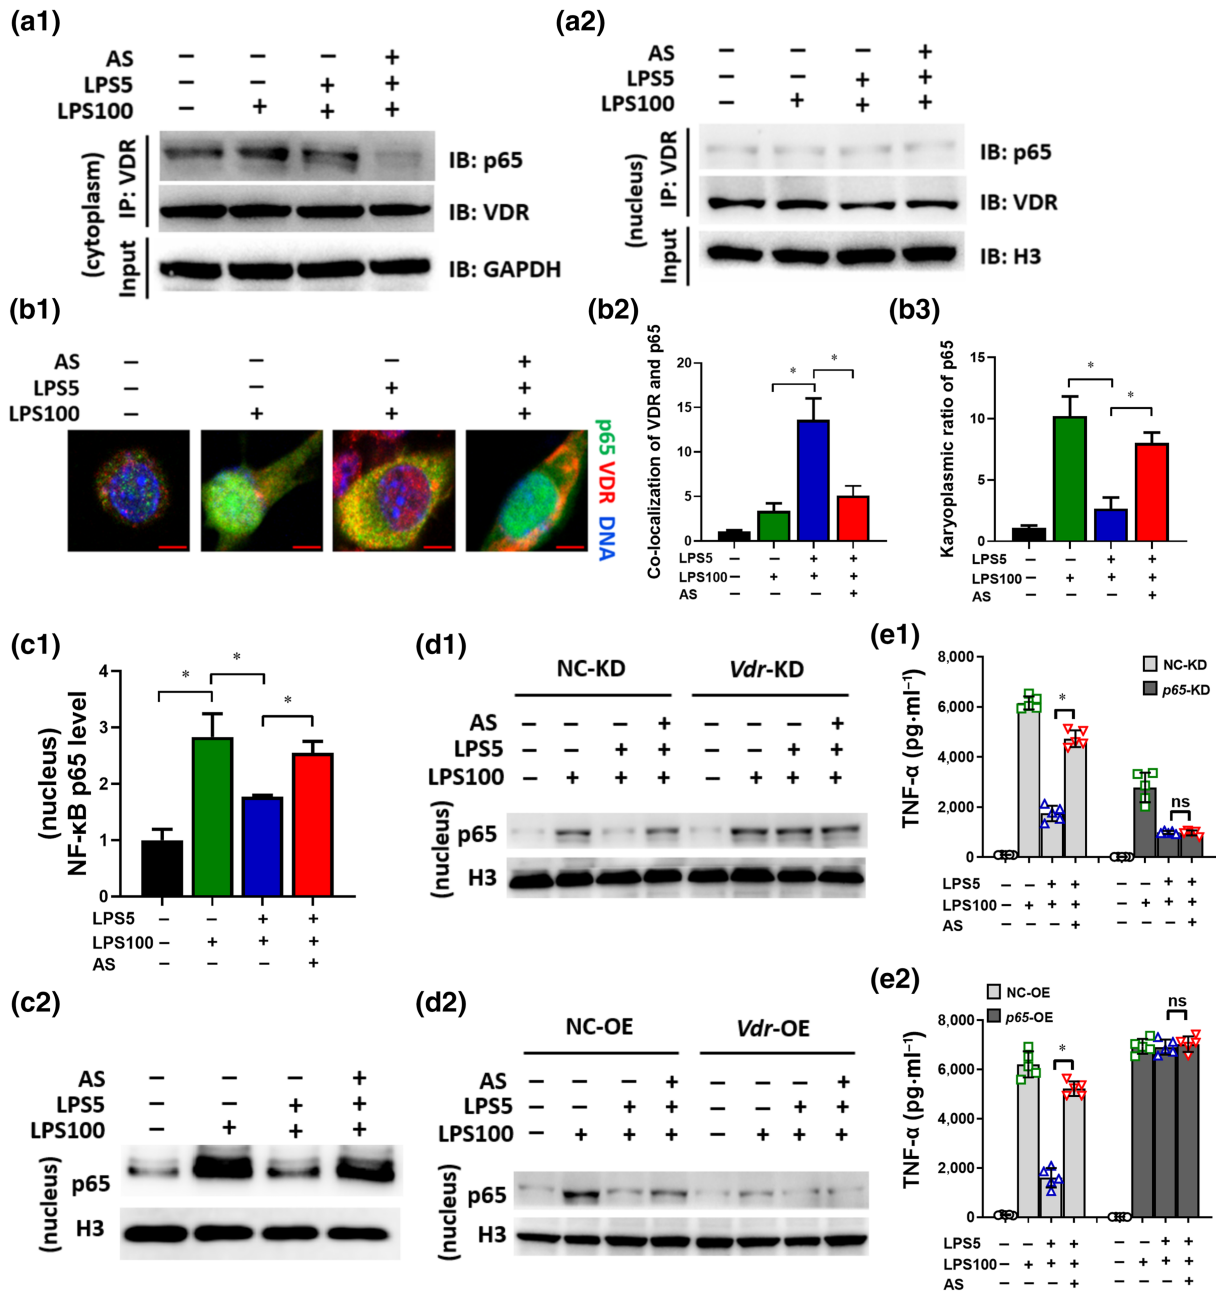 (a1)
AS − − − +
LPS5 − − + +
LPS100 − + + +
(cytoplasm)
IP: VDR
Input
IB: p65
IB: VDR
IB: GAPDH
(a2)
AS − − − +
LPS5 − − + +
LPS100 − + + +
(nucleus)
IP: VDR
Input
IB: p65
IB: VDR
IB: H3
(b1)
AS − − − +
LPS5 − − + +
LPS100 − + + +
p65 VDR DNA
(b2)
Co-localization of VDR and p65
20
15
10
5
0
* *
LPS5 − − + +
LPS100 − + + +
AS − − − +
(b3)
Karyoplasmic ratio of p65
15
10
5
0
* *
LPS5 − − + +
LPS100 − + + +
AS − − − +
(c1)
(nucleus)
NF-κB p65 level
4
3
2
1
0
* * *
LPS5 − − + +
LPS100 − + + +
AS − − − +
(d1)
NC-KD Vdr-KD
AS − − − + − − − +
LPS5 − − + + − − + +
LPS100 − + + + − + + +
(nucleus)
p65
H3
(e1)
TNF-α (pg·ml⁻¹)
8,000
6,000
4,000
2,000
0
NC-KD
p65-KD
*
ns
LPS5 − − + + − − + +
LPS100 − + + + − + + +
AS − − − + − − − +
(c2)
AS − − − +
LPS5 − − + +
LPS100 − + + +
(nucleus)
p65
H3
(d2)
NC-OE Vdr-OE
AS − − − + − − − +
LPS5 − − + + − − + +
LPS100 − + + + − + + +
(nucleus)
p65
H3
(e2)
NC-OE
p65-OE
TNF-α (pg·ml⁻¹)
8,000
6,000
4,000
2,000
0
*
ns
LPS5 − − + + − − + +
LPS100 − + + + − + + +
AS − − − + − − − +